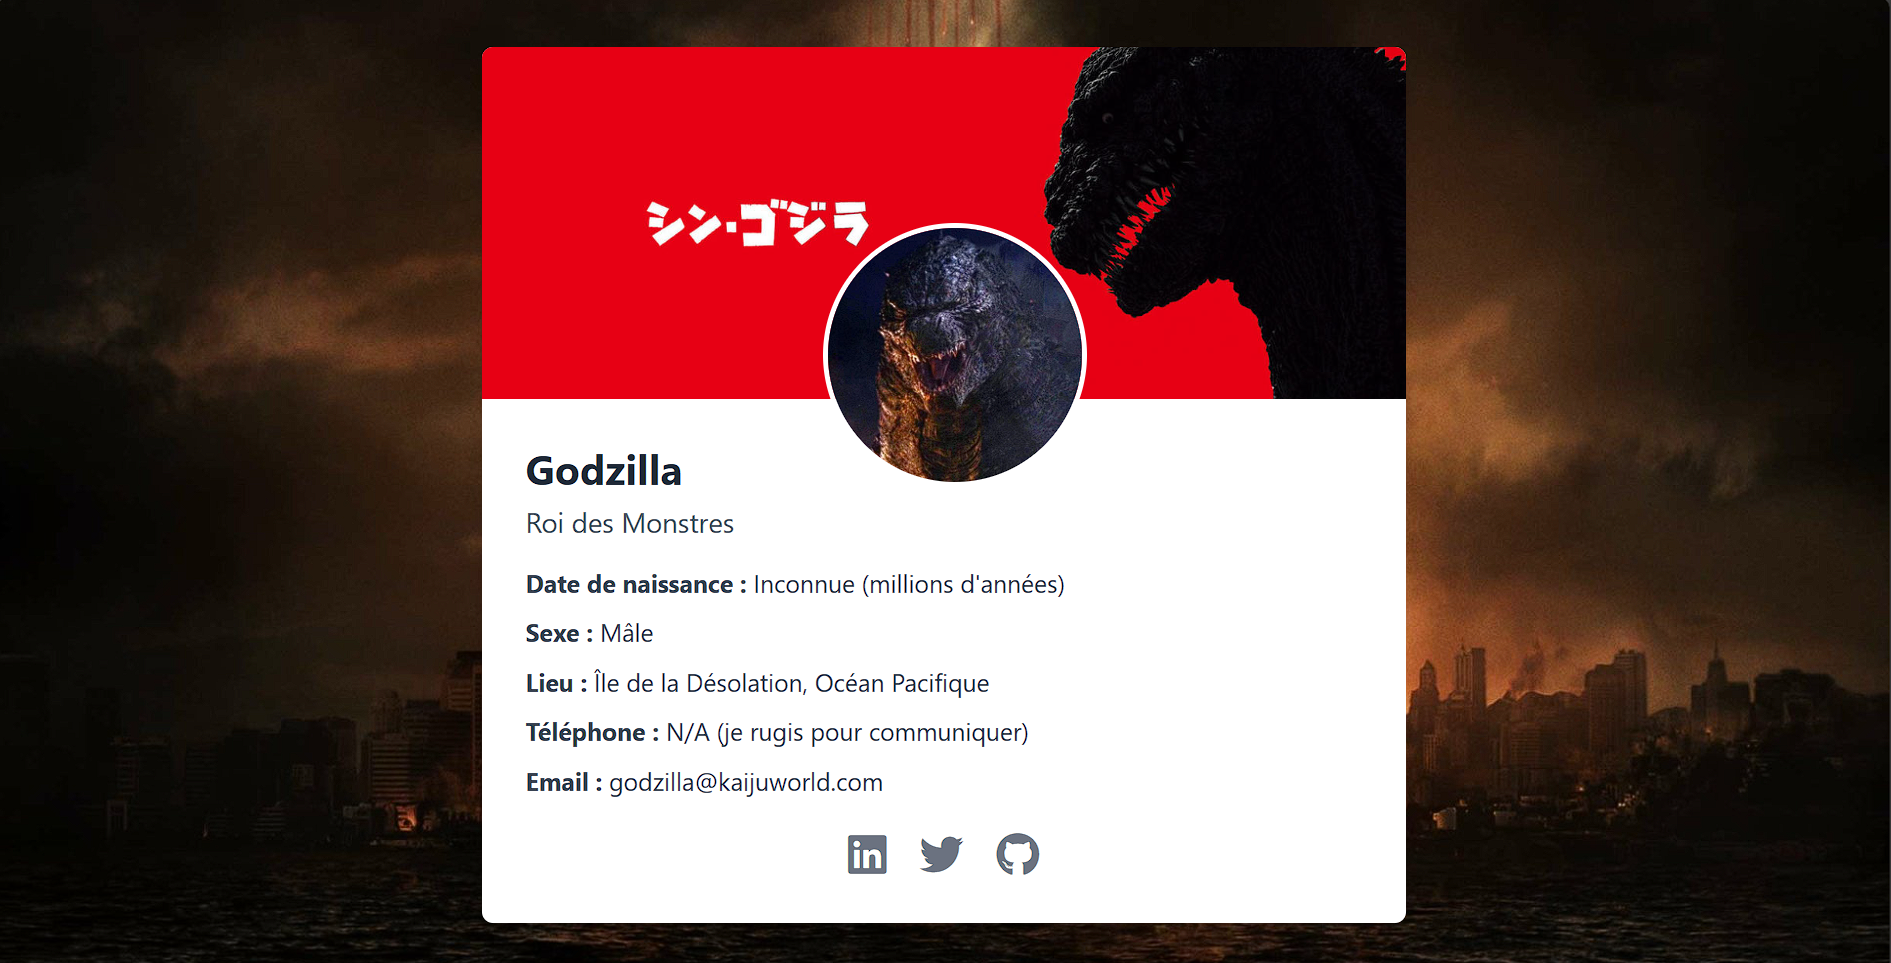 シン・ゴジラ
Godzilla
Roi des Monstres
Date de naissance : Inconnue (millions d'années)
Sexe : Mâle
Lieu : Île de la Désolation, Océan Pacifique
Téléphone : N/A (je rugis pour communiquer)
Email : godzilla@kaijuworld.com
in